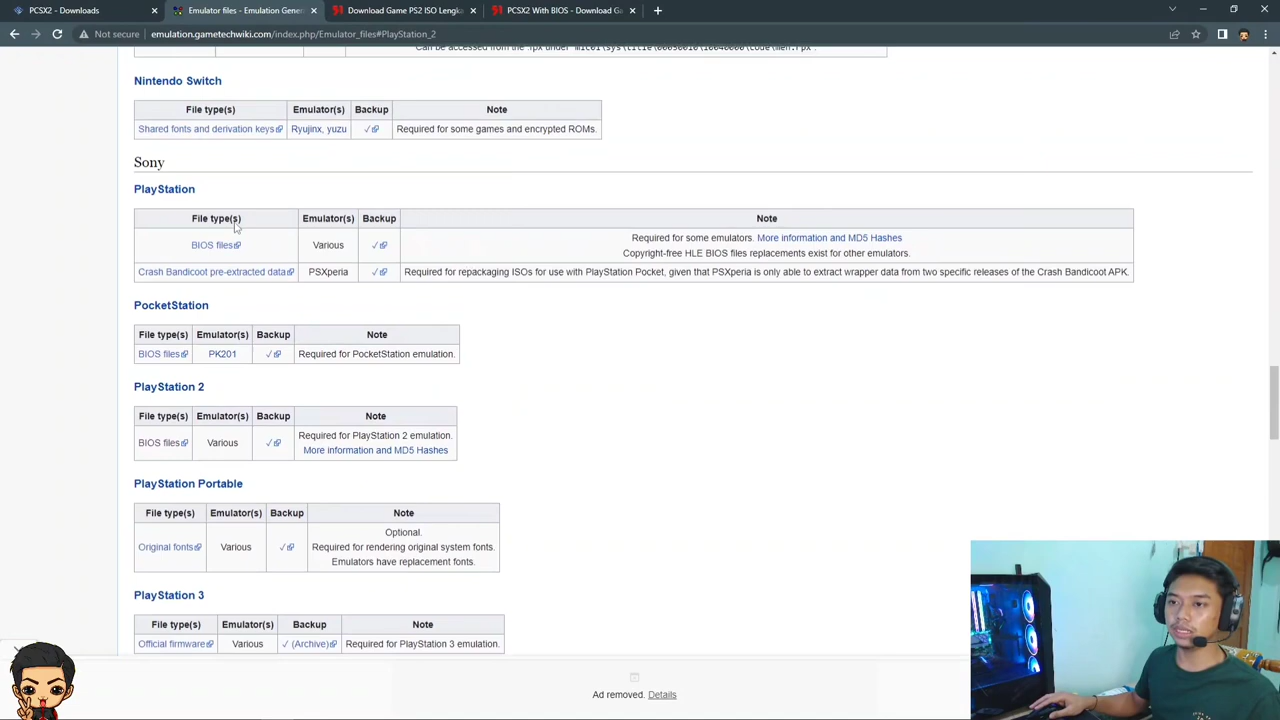 PCSX2 - Downloads
Emulator files - Emulation Gener
Download Game PS2 ISO Lengka
PCSX2 With BIOS - Download Ga
Not secure
emulation.gametechwiki.com/index.php/Emulator_files#PlayStation_2
Nintendo Switch
File type(s) Emulator(s) Backup Note
Shared fonts and derivation keys Ryujinx, yuzu ✓ Required for some games and encrypted ROMs.
Sony
PlayStation
File type(s) Emulator(s) Backup Note
BIOS files Various ✓ Required for some emulators. More information and MD5 Hashes
Copyright-free HLE BIOS files replacements exist for other emulators.
Crash Bandicoot pre-extracted data PSXperia ✓ Required for repackaging ISOs for use with PlayStation Pocket, given that PSXperia is only able to extract wrapper data from two specific releases of the Crash Bandicoot APK.
PocketStation
File type(s) Emulator(s) Backup Note
BIOS files PK201 ✓ Required for PocketStation emulation.
PlayStation 2
File type(s) Emulator(s) Backup Note
BIOS files Various ✓ Required for PlayStation 2 emulation.
More information and MD5 Hashes
PlayStation Portable
File type(s) Emulator(s) Backup Note
Original fonts Various ✓ Optional.
Required for rendering original system fonts.
Emulators have replacement fonts.
PlayStation 3
File type(s) Emulator(s) Backup Note
Official firmware Various ✓ (Archive) Required for PlayStation 3 emulation.
Ad removed. Details